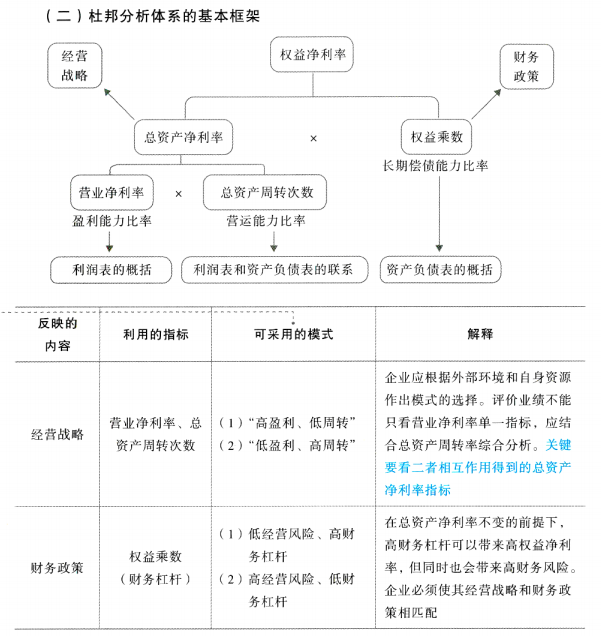 （二）杜邦分析体系的基本框架
经营
战略
权益净利率
财务
政策
总资产净利率
×
权益乘数
长期偿债能力比率
营业净利率
×
总资产周转次数
盈利能力比率
营运能力比率
利润表的概括
利润表和资产负债表的联系
资产负债表的概括
反映的
内容
利用的指标
可采用的模式
解释
经营战略
营业净利率、总
资产周转次数
（1）“高盈利、低周转”
（2）“低盈利、高周转”
企业应根据外部环境和自身资源
作出模式的选择。评价业绩不能
只看营业净利率单一指标，应结
合总资产周转率综合分析。关键
要看二者相互作用得到的总资产
净利率指标
财务政策
权益乘数
（财务杠杆）
（1）低经营风险、高财
务杠杆
（2）高经营风险、低财
务杠杆
在总资产净利率不变的前提下，
高财务杠杆可以带来高权益净利
率，但同时也会带来高财务风险。
企业必须使其经营战略和财务政
策相匹配